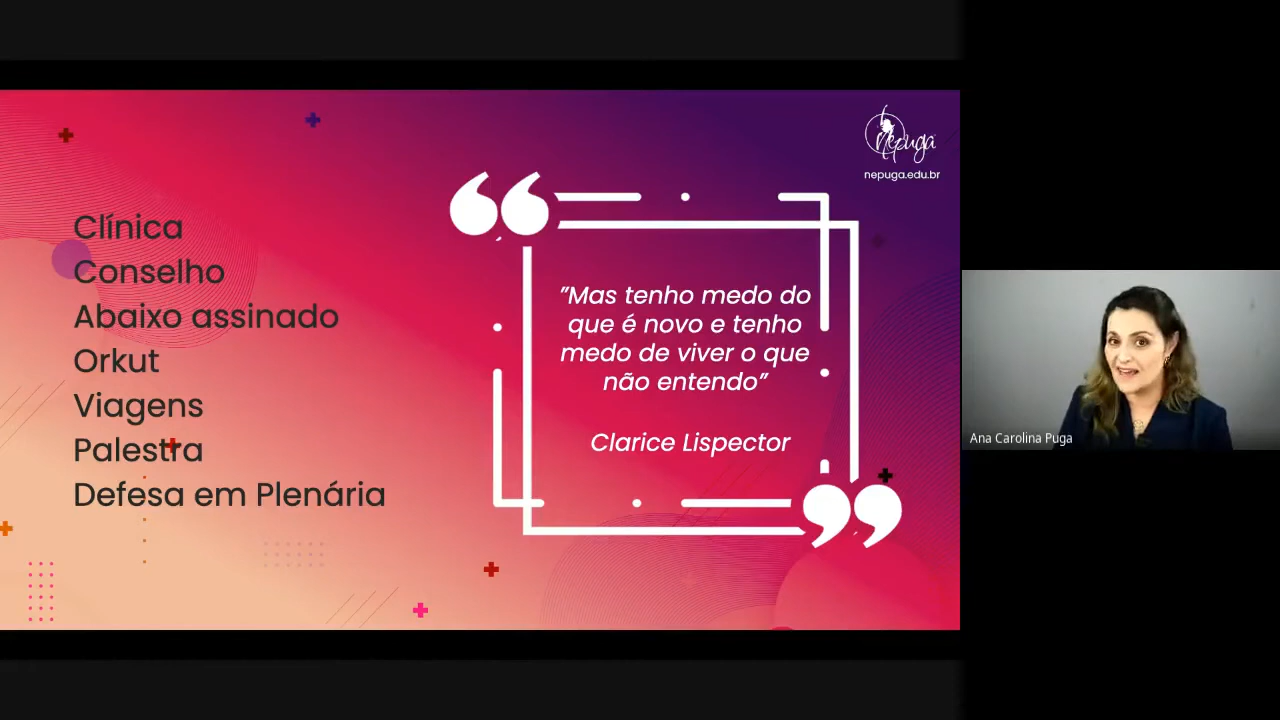 nepuga
nepuga.edu.br
Clínica
Conselho
Abaixo assinado
Orkut
Viagens
Palestra
Defesa em Plenária
”Mas tenho medo do
que é novo e tenho
medo de viver o que
não entendo”
Clarice Lispector
Ana Carolina Puga